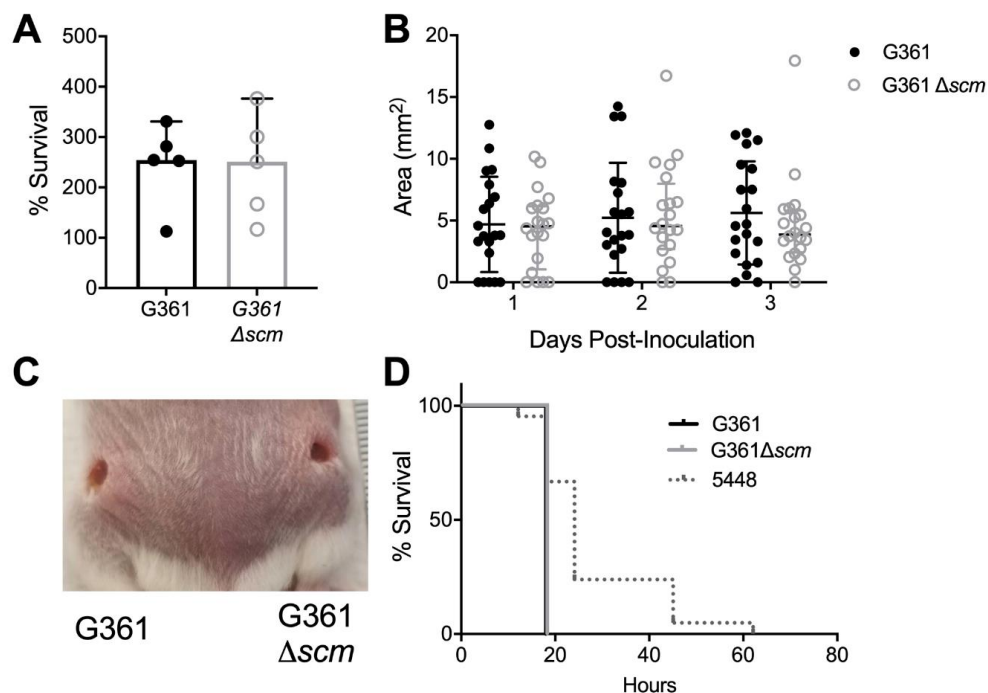 A
% Survival
500
400
300
200
100
0
G361
G361
Δscm
B
Area (mm²)
20
15
10
5
0
1
2
3
Days Post-Inoculation
G361
G361 Δscm
C
G361
G361
Δscm
D
% Survival
100
50
0
0
20
40
60
80
Hours
G361
G361Δscm
5448